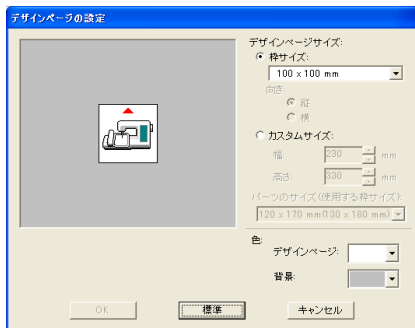 デザインページの設定
デザインページサイズ:
枠サイズ:
100 x 100 mm
向き:
縦
横
カスタムサイズ:
幅: 230 mm
高さ: 330 mm
パーツのサイズ(使用する枠サイズ):
120 x 170 mm(130 x 180 mm)
色:
デザインページ:
背景:
OK 標準 キャンセル